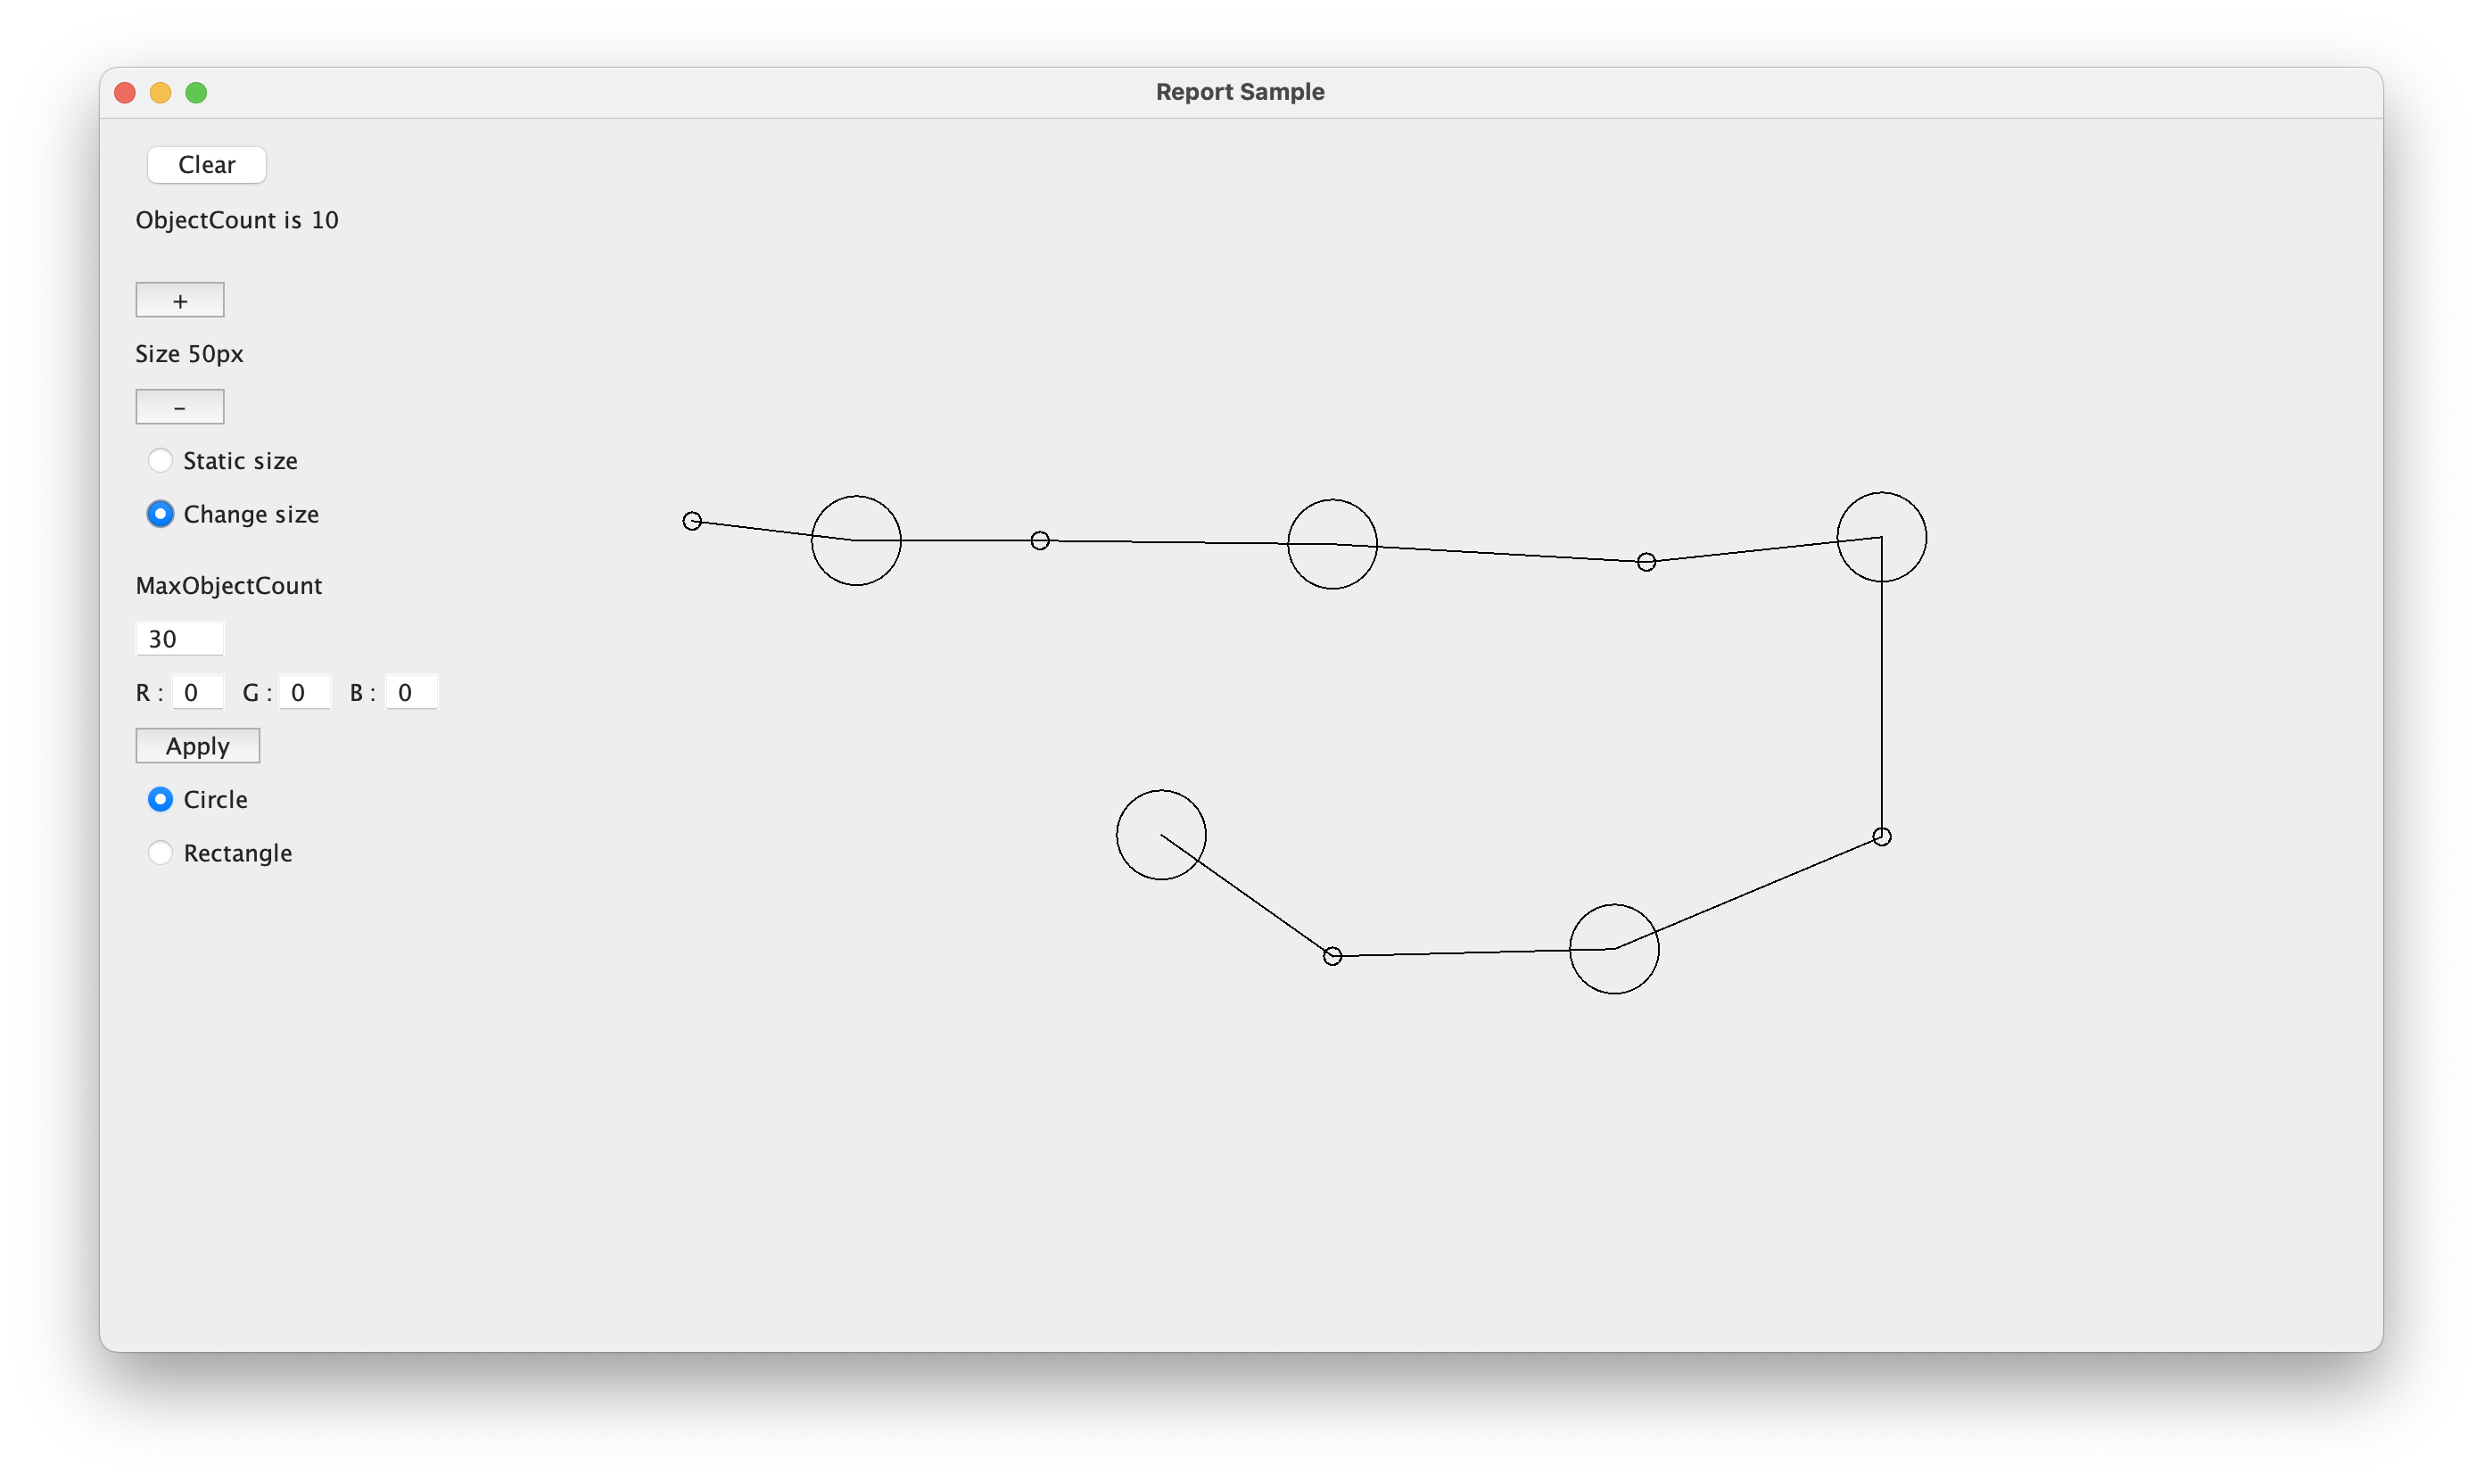 Report Sample
Clear
ObjectCount is 10
+
Size 50px
-
Static size
Change size
MaxObjectCount
30
R : 0 G : 0 B : 0
Apply
Circle
Rectangle